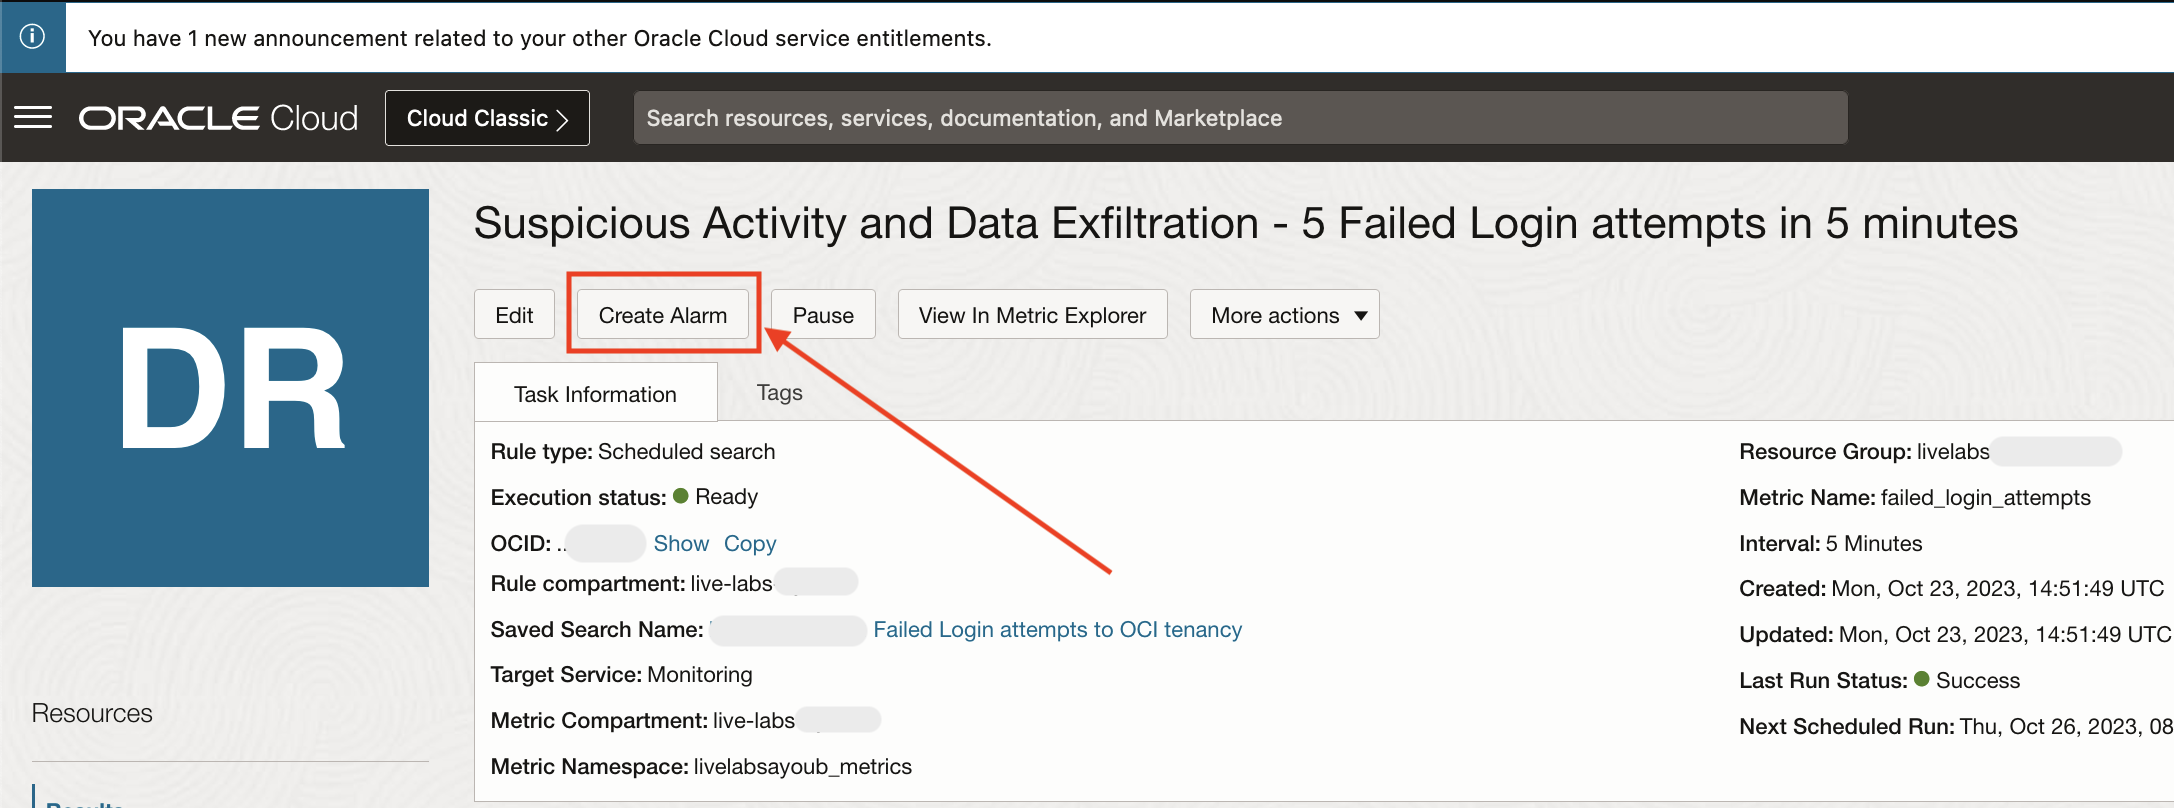 You have 1 new announcement related to your other Oracle Cloud service entitlements.
ORACLE Cloud
Cloud Classic >
Search resources, services, documentation, and Marketplace
DR
Suspicious Activity and Data Exfiltration - 5 Failed Login attempts in 5 minutes
Edit
Create Alarm
Pause
View In Metric Explorer
More actions
Task Information
Tags
Rule type: Scheduled search
Execution status: Ready
OCID: .. Show Copy
Rule compartment: live-labs
Saved Search Name: Failed Login attempts to OCI tenancy
Target Service: Monitoring
Metric Compartment: live-labs
Metric Namespace: livelabsayoub_metrics
Resource Group: livelabs
Metric Name: failed_login_attempts
Interval: 5 Minutes
Created: Mon, Oct 23, 2023, 14:51:49 UTC
Updated: Mon, Oct 23, 2023, 14:51:49 UTC
Last Run Status: Success
Next Scheduled Run: Thu, Oct 26, 2023, 08
Resources
Results